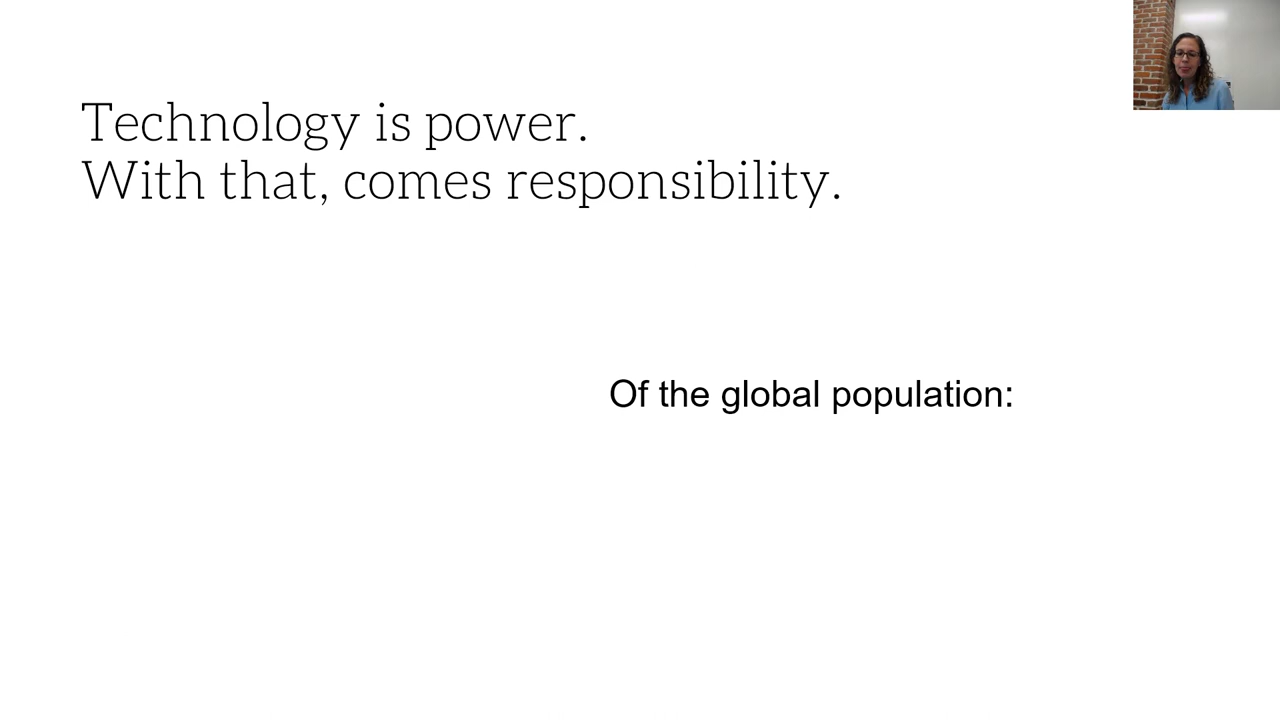 Technology is power.
With that, comes responsibility.
Of the global population: